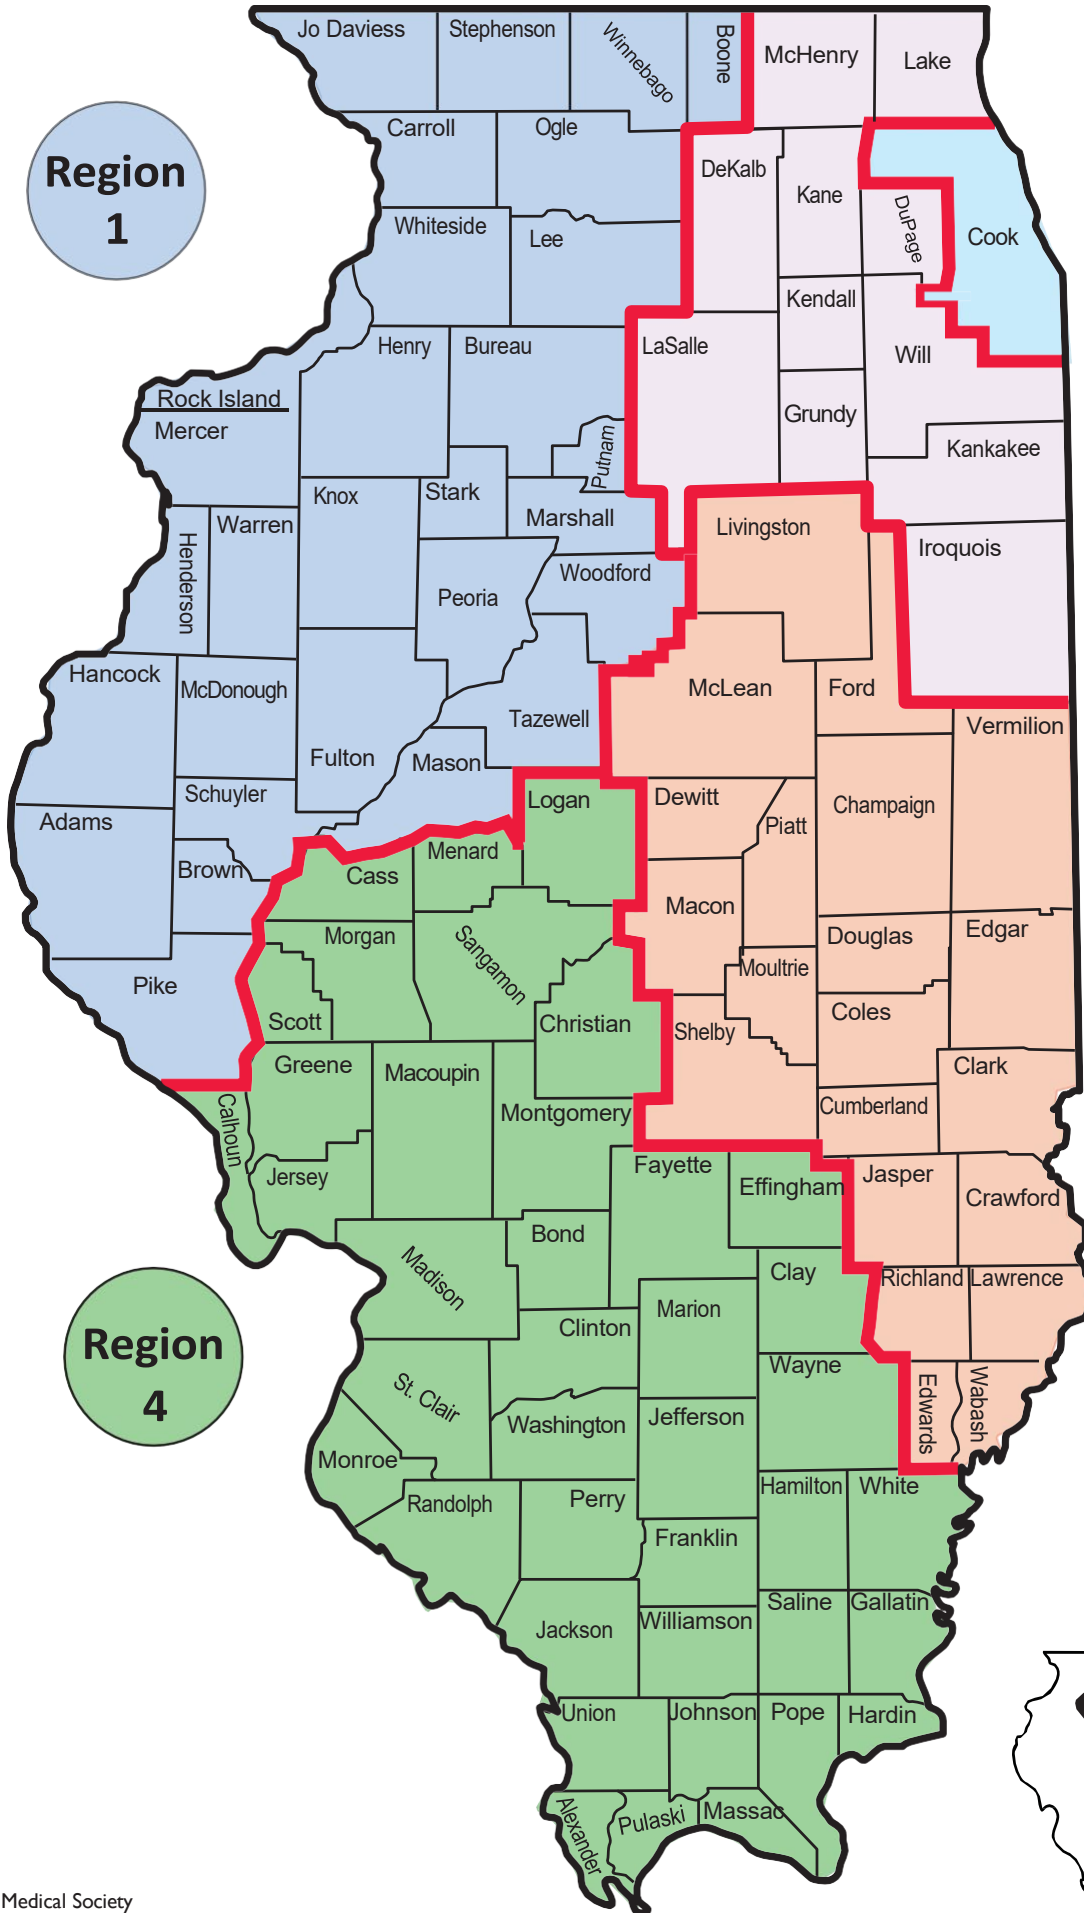 Jo Daviess
Stephenson
Winnebago
Boone
McHenry
Lake
Carroll
Ogle
DeKalb
Kane
DuPage
Cook
Region
1
Whiteside
Lee
Kendall
Henry
Bureau
LaSalle
Will
Rock Island
Mercer
Putnam
Grundy
Kankakee
Knox
Stark
Marshall
Warren
Henderson
Livingston
Iroquois
Peoria
Woodford
Hancock
McDonough
McLean
Ford
Tazewell
Vermilion
Fulton
Mason
Schuyler
Logan
Dewitt
Piatt
Champaign
Adams
Brown
Menard
Cass
Macon
Morgan
Sangamon
Douglas
Edgar
Moultrie
Pike
Scott
Christian
Shelby
Coles
Greene
Macoupin
Clark
Calhoun
Montgomery
Cumberland
Jersey
Fayette
Effingham
Jasper
Crawford
Bond
Madison
Clay
Richland
Lawrence
Region
4
Marion
Clinton
Wayne
Edwards
Wabash
St. Clair
Washington
Jefferson
Monroe
Randolph
Perry
Hamilton
White
Franklin
Jackson
Williamson
Saline
Gallatin
Union
Johnson
Pope
Hardin
Alexander
Pulaski
Massac
Medical Society